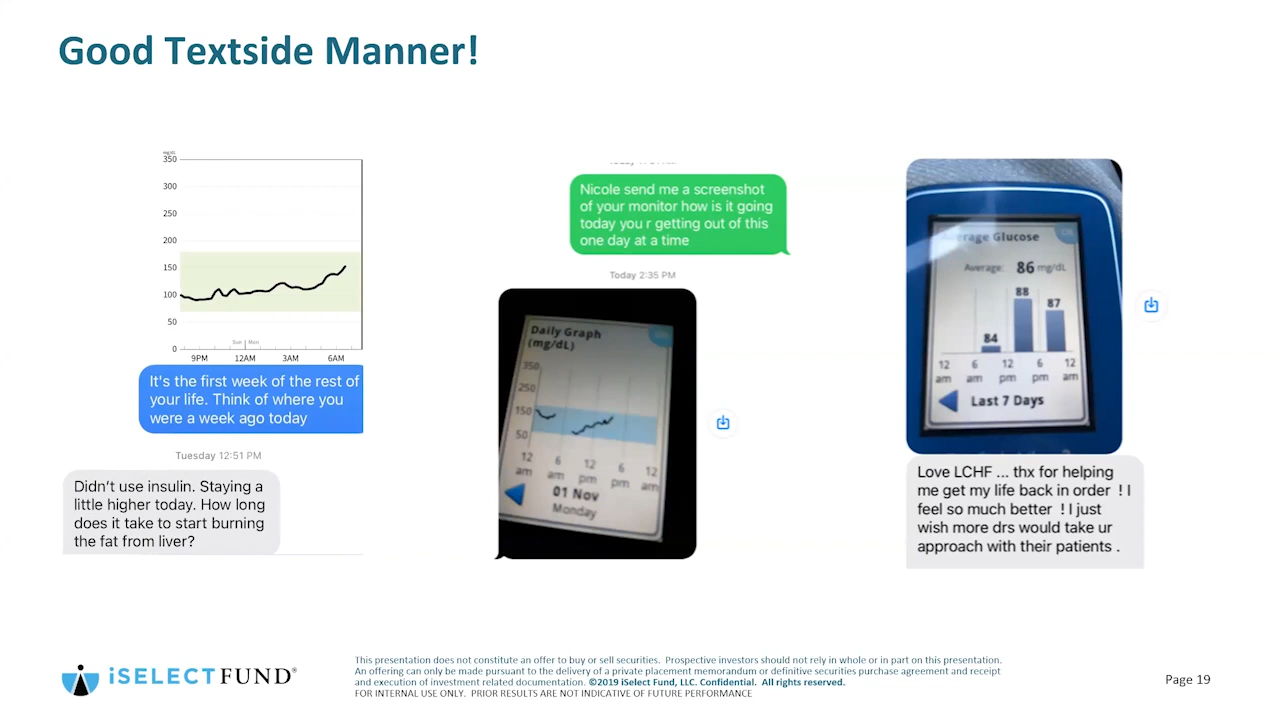 Good Textside Manner!
mg/dL
350
300
250
200
150
100
50
0
Sun | Mon
9PM 12AM 3AM 6AM
It's the first week of the rest of
your life. Think of where you
were a week ago today
Tuesday 12:51 PM
Didn't use insulin. Staying a
little higher today. How long
does it take to start burning
the fat from liver?
Nicole send me a screenshot
of your monitor how is it going
today you r getting out of this
one day at a time
Today 2:35 PM
Daily Graph
(mg/dL)
350
250
150
50
12 6 12 6 12
am am pm pm am
01 Nov
Monday
Average Glucose
OK
Average: 86 mg/dL
84 88 87
12 6 12 6 12
am am pm pm am
Last 7 Days
Love LCHF ... thx for helping
me get my life back in order ! I
feel so much better ! I just
wish more drs would take ur
approach with their patients .
iSELECTFUND®
This presentation does not constitute an offer to buy or sell securities. Prospective investors should not rely in whole or in part on this presentation.
An offering can only be made pursuant to the delivery of a private placement memorandum or definitive securities purchase agreement and receipt
and execution of investment related documentation. ©2019 iSelect Fund, LLC. Confidential. All rights reserved.
FOR INTERNAL USE ONLY. PRIOR RESULTS ARE NOT INDICATIVE OF FUTURE PERFORMANCE
Page 19